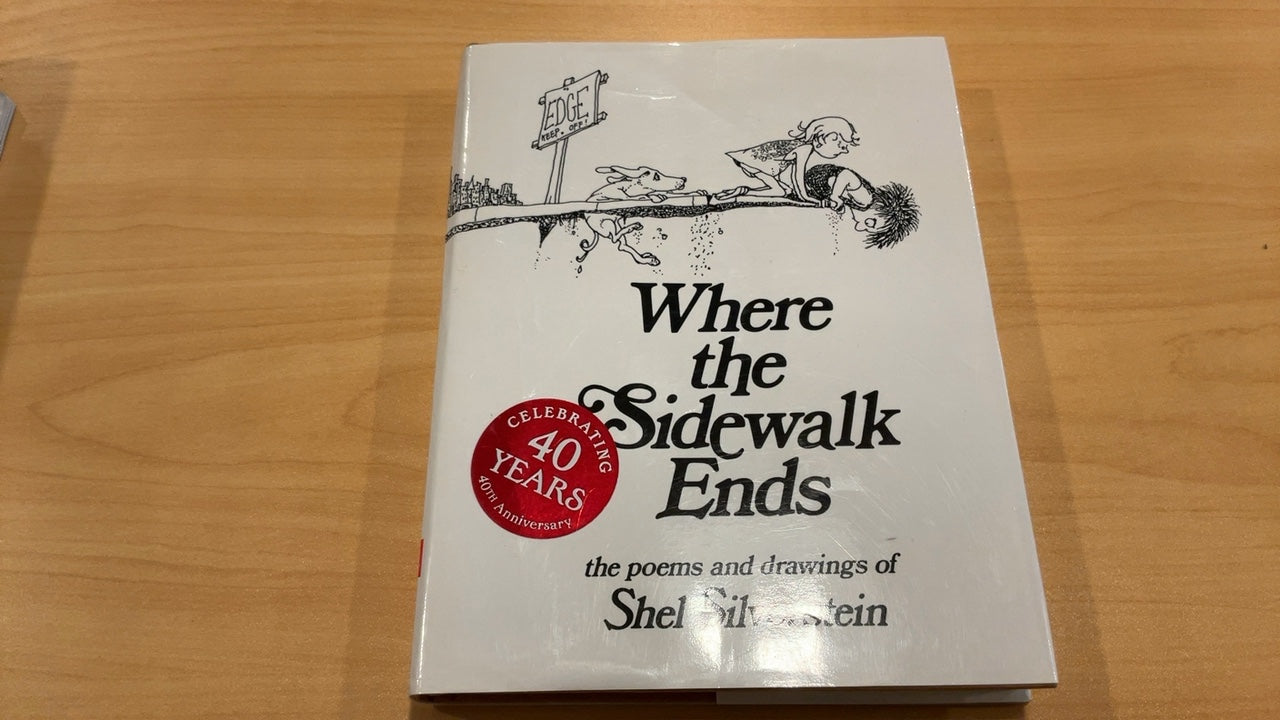 EDGE
KEEP OFF!
Where
the
Sidewalk
Ends
CELEBRATING
40
YEARS
40TH Anniversary
the poems and drawings of
Shel Silverstein